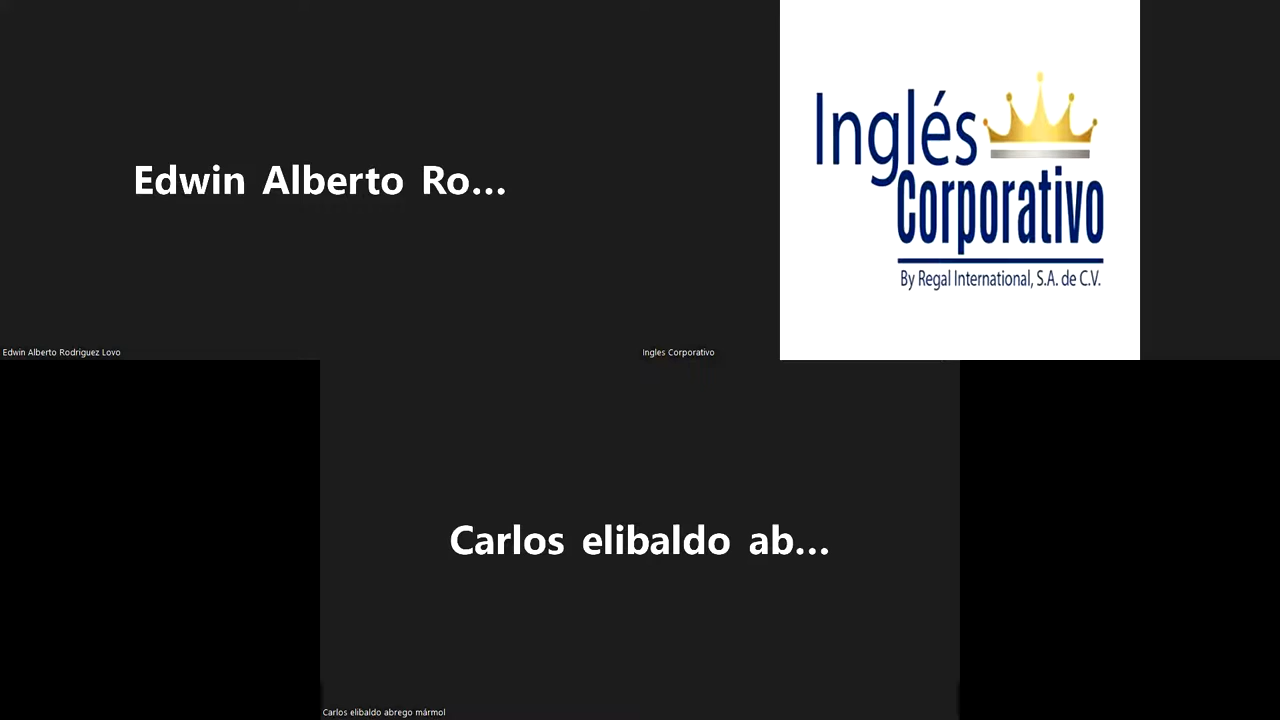 Edwin Alberto Ro...
Edwin Alberto Rodriguez Lovo
Inglés
Corporativo
By Regal International, S.A. de C.V.
Ingles Corporativo
Carlos elibaldo ab...
Carlos elibaldo abrego mármol